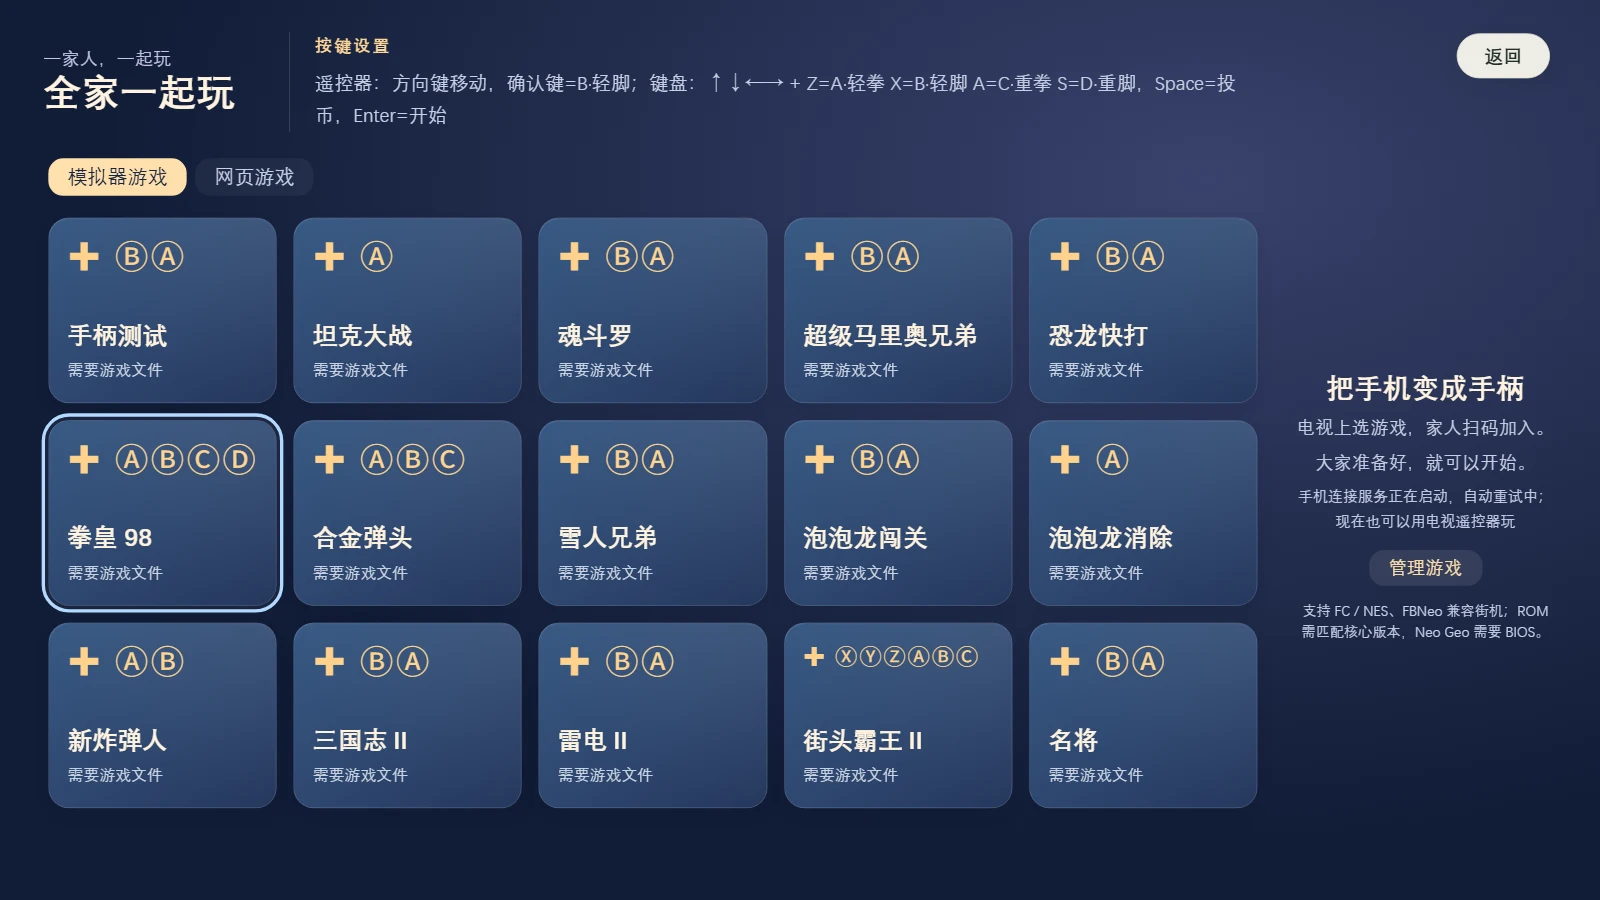 一家人，一起玩
全家一起玩
按键设置
遥控器：方向键移动，确认键=B·轻脚；键盘：↑↓←→ + Z=A·轻拳 X=B·轻脚 A=C·重拳 S=D·重脚，Space=投
币，Enter=开始
返回
模拟器游戏 网页游戏
✚ ⒷⒶ
手柄测试
需要游戏文件
✚ Ⓐ
坦克大战
需要游戏文件
✚ ⒷⒶ
魂斗罗
需要游戏文件
✚ ⒷⒶ
超级马里奥兄弟
需要游戏文件
✚ ⒷⒶ
恐龙快打
需要游戏文件
✚ ⒶⒷⒸⒹ
拳皇 98
需要游戏文件
✚ ⒶⒷⒸ
合金弹头
需要游戏文件
✚ ⒷⒶ
雪人兄弟
需要游戏文件
✚ ⒷⒶ
泡泡龙闯关
需要游戏文件
✚ Ⓐ
泡泡龙消除
需要游戏文件
✚ ⒶⒷ
新炸弹人
需要游戏文件
✚ ⒷⒶ
三国志 II
需要游戏文件
✚ ⒷⒶ
雷电 II
需要游戏文件
✚ ⓍⓎⓏⒶⒷⒸ
街头霸王 II
需要游戏文件
✚ ⒷⒶ
名将
需要游戏文件
把手机变成手柄
电视上选游戏，家人扫码加入。
大家准备好，就可以开始。
手机连接服务正在启动，自动重试中；
现在也可以用电视遥控器玩
管理游戏
支持 FC / NES、FBNeo 兼容街机；ROM
需匹配核心版本，Neo Geo 需要 BIOS。